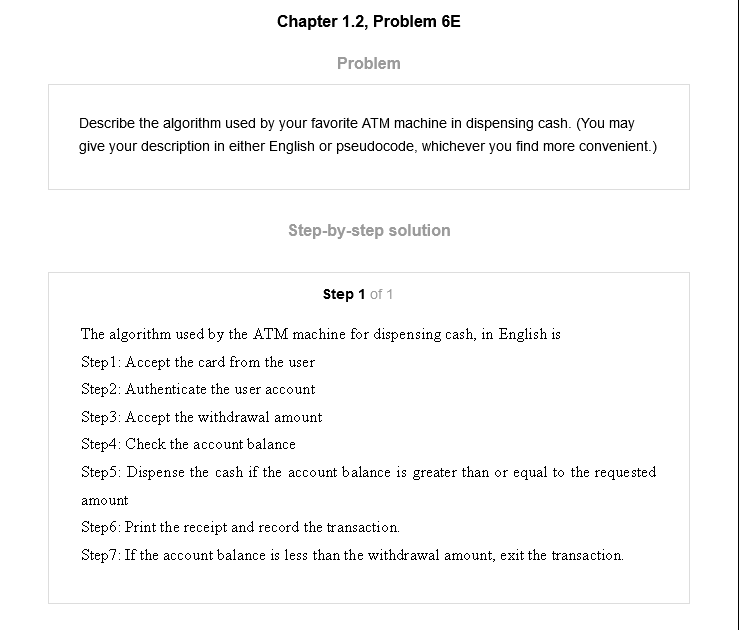 Chapter 1.2, Problem 6E
Problem
Describe the algorithm used by your favorite ATM machine in dispensing cash. (You may
give your description in either English or pseudocode, whichever you find more convenient.)
Step-by-step solution
Step 1 of 1
The algorithm used by the ATM machine for dispensing cash, in English is
Step1: Accept the card from the user
Step2: Authenticate the user account
Step3: Accept the withdrawal amount
Step4: Check the account balance
Step5: Dispense the cash if the account balance is greater than or equal to the requested
amount
Step6: Print the receipt and record the transaction.
Step7: If the account balance is less than the withdrawal amount, exit the transaction.